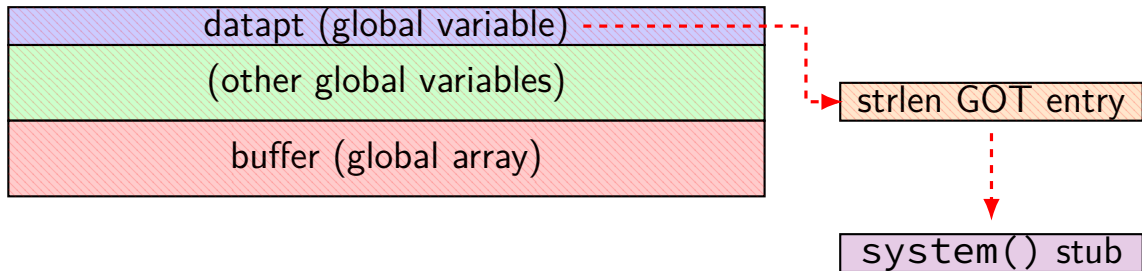 datapt (global variable)
(other global variables)
strlen GOT entry
buffer (global array)
system() stub